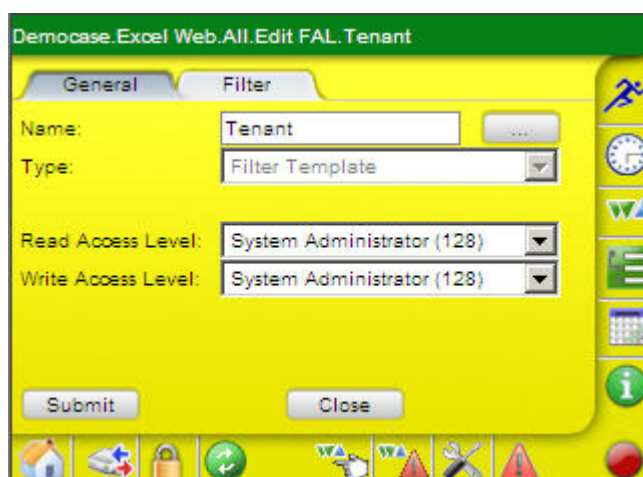 Democase.Excel Web.All.Edit FAL.Tenant
General Filter
Name: Tenant ...
Type: Filter Template
Read Access Level: System Administrator (128)
Write Access Level: System Administrator (128)
Submit Close